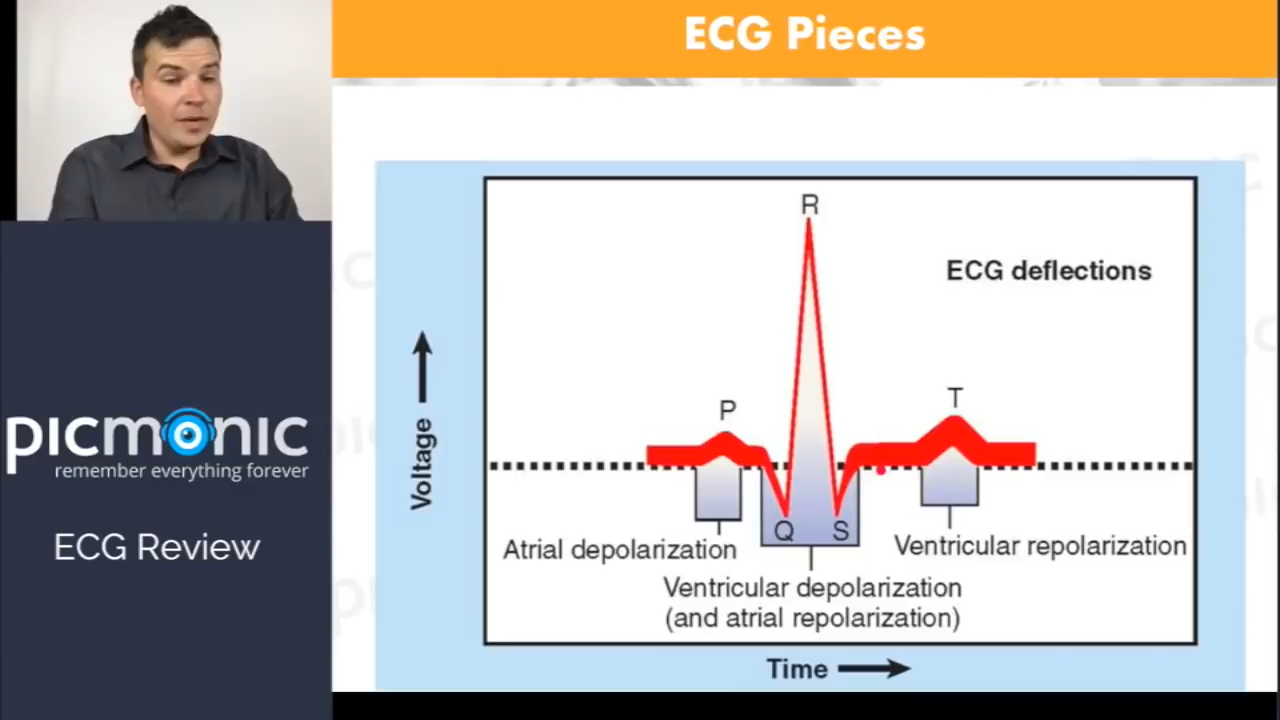 ECG Pieces
R
ECG deflections
P
T
Voltage
Q
S
Atrial depolarization
Ventricular repolarization
Ventricular depolarization
(and atrial repolarization)
Time
picmonic
remember everything forever
ECG Review